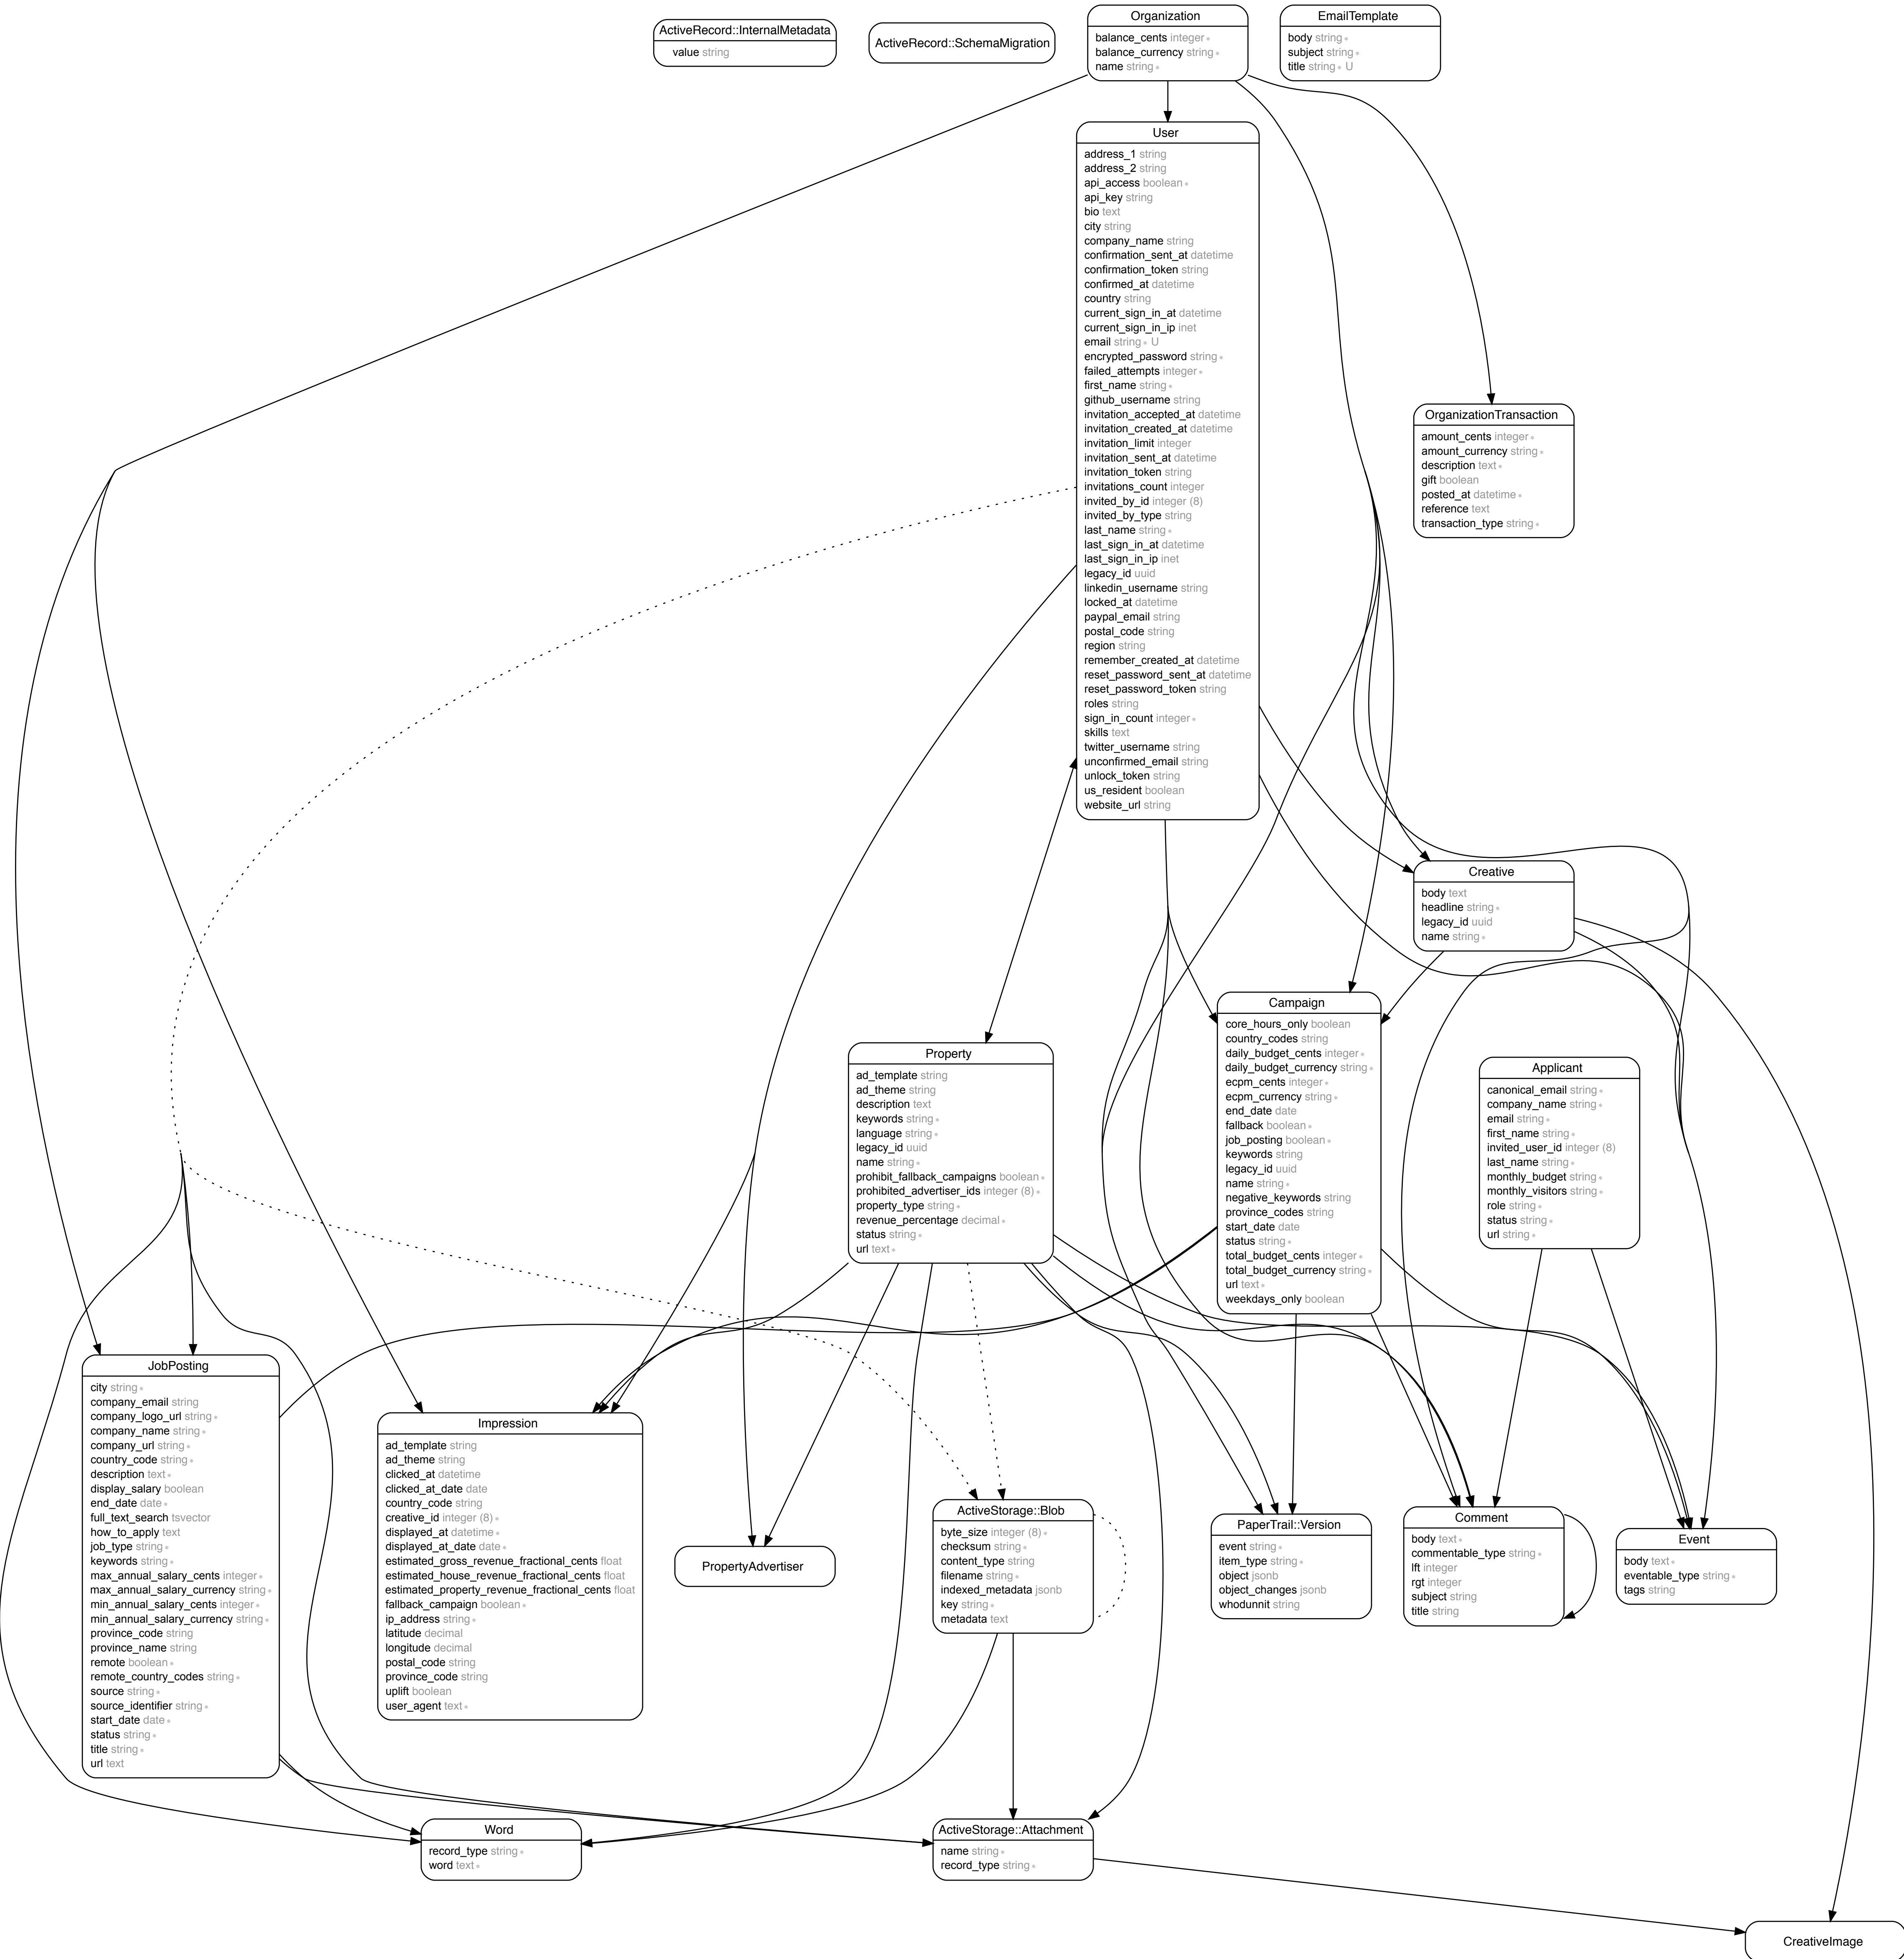 ActiveRecord::InternalMetadata
value string
ActiveRecord::SchemaMigration
Organization
balance_cents integer *
balance_currency string *
name string *
EmailTemplate
body string *
subject string *
title string * U
User
address_1 string
address_2 string
api_access boolean *
api_key string
bio text
city string
company_name string
confirmation_sent_at datetime
confirmation_token string
confirmed_at datetime
country string
current_sign_in_at datetime
current_sign_in_ip inet
email string * U
encrypted_password string *
failed_attempts integer *
first_name string *
github_username string
invitation_accepted_at datetime
invitation_created_at datetime
invitation_limit integer
invitation_sent_at datetime
invitation_token string
invitations_count integer
invited_by_id integer (8)
invited_by_type string
last_name string *
last_sign_in_at datetime
last_sign_in_ip inet
legacy_id uuid
linkedin_username string
locked_at datetime
paypal_email string
postal_code string
region string
remember_created_at datetime
reset_password_sent_at datetime
reset_password_token string
roles string
sign_in_count integer *
skills text
twitter_username string
unconfirmed_email string
unlock_token string
us_resident boolean
website_url string
OrganizationTransaction
amount_cents integer *
amount_currency string *
description text *
gift boolean
posted_at datetime *
reference text
transaction_type string *
Creative
body text
headline string *
legacy_id uuid
name string *
Campaign
core_hours_only boolean
country_codes string
daily_budget_cents integer *
daily_budget_currency string *
ecpm_cents integer *
ecpm_currency string *
end_date date
fallback boolean *
job_posting boolean *
keywords string
legacy_id uuid
name string *
negative_keywords string
province_codes string
start_date date
status string *
total_budget_cents integer *
total_budget_currency string *
url text *
weekdays_only boolean
Property
ad_template string
ad_theme string
description text
keywords string *
language string *
legacy_id uuid
name string *
prohibit_fallback_campaigns boolean *
prohibited_advertiser_ids integer (8) *
property_type string *
revenue_percentage decimal *
status string *
url text *
Applicant
canonical_email string *
company_name string *
email string *
first_name string *
invited_user_id integer (8)
last_name string *
monthly_budget string *
monthly_visitors string *
role string *
status string *
url string *
JobPosting
city string *
company_email string
company_logo_url string *
company_name string *
company_url string *
country_code string *
description text *
display_salary boolean
end_date date *
full_text_search tsvector
how_to_apply text
job_type string *
keywords string *
max_annual_salary_cents integer *
max_annual_salary_currency string *
min_annual_salary_cents integer *
min_annual_salary_currency string *
province_code string
province_name string
remote boolean *
remote_country_codes string *
source string *
source_identifier string *
start_date date *
status string *
title string *
url text
Impression
ad_template string
ad_theme string
clicked_at datetime
clicked_at_date date
country_code string
creative_id integer (8) *
displayed_at datetime *
displayed_at_date date *
estimated_gross_revenue_fractional_cents float
estimated_house_revenue_fractional_cents float
estimated_property_revenue_fractional_cents float
fallback_campaign boolean *
ip_address string *
latitude decimal
longitude decimal
postal_code string
province_code string
uplift boolean
user_agent text *
PropertyAdvertiser
ActiveStorage::Blob
byte_size integer (8) *
checksum string *
content_type string
filename string *
indexed_metadata jsonb
key string *
metadata text
PaperTrail::Version
event string *
item_type string *
object jsonb
object_changes jsonb
whodunnit string
Comment
body text *
commentable_type string *
lft integer
rgt integer
subject string
title string
Event
body text *
eventable_type string *
tags string
Word
record_type string *
word text *
ActiveStorage::Attachment
name string *
record_type string *
CreativeImage